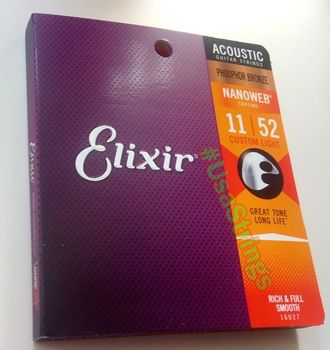 Elixir
ACOUSTIC
GUITAR STRINGS
PHOSPHOR BRONZE
NANOWEB®
COATING
11 | 52
CUSTOM LIGHT
GREAT TONE
LONG LIFE
RICH & FULL
SMOOTH
16027
#UsaStrings
Elixir